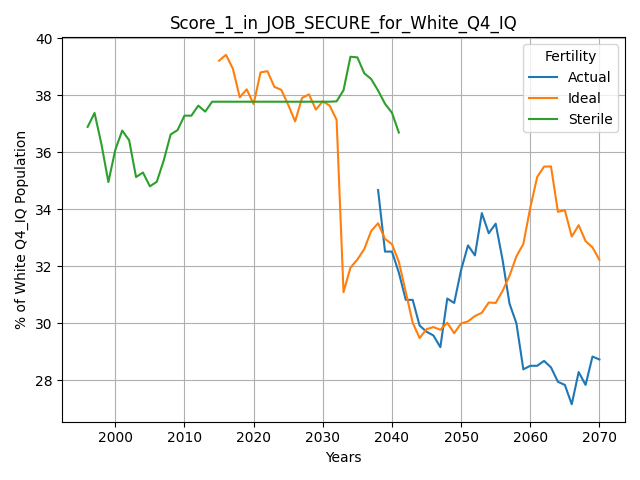 Score_1_in_JOB_SECURE_for_White_Q4_IQ
% of White Q4_IQ Population
40
38
36
34
32
30
28
Fertility
Actual
Ideal
Sterile
2000 2010 2020 2030 2040 2050 2060 2070
Years